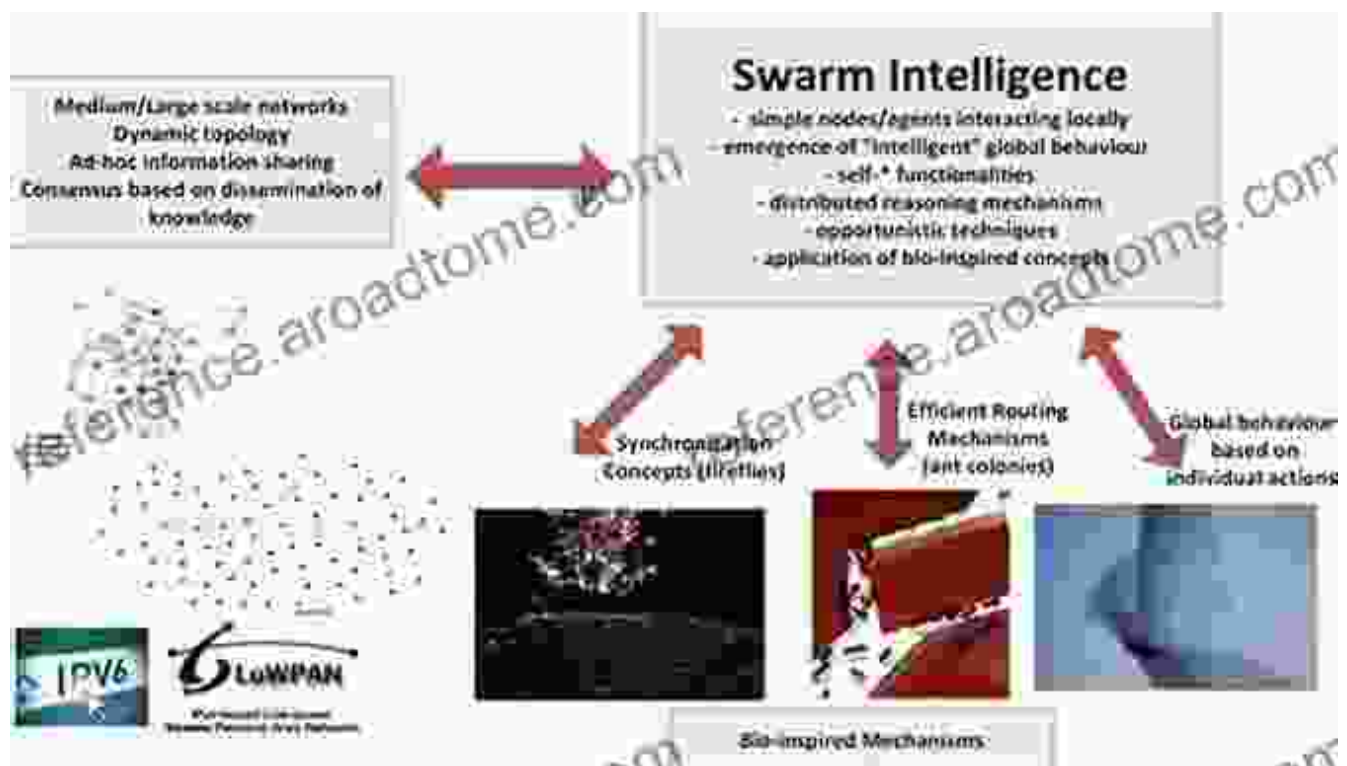 Medium/Large scale networks
Dynamic topology
Ad-hoc information sharing
Consensus based on dissemination of
knowledge
Swarm Intelligence
- simple nodes/agents interacting locally
- emergence of "intelligent" global behaviour
- self-* functionalities
- distributed reasoning mechanisms
- opportunistic techniques
- application of bio-inspired concepts
Synchronization
Concepts (fireflies)
Efficient Routing
Mechanisms
(ant colonies)
Global behaviour
based on
individual actions
IPV6
6
LoWPAN
Bio-inspired Mechanisms
reference.aroadtome.com
reference.aroadtome.com